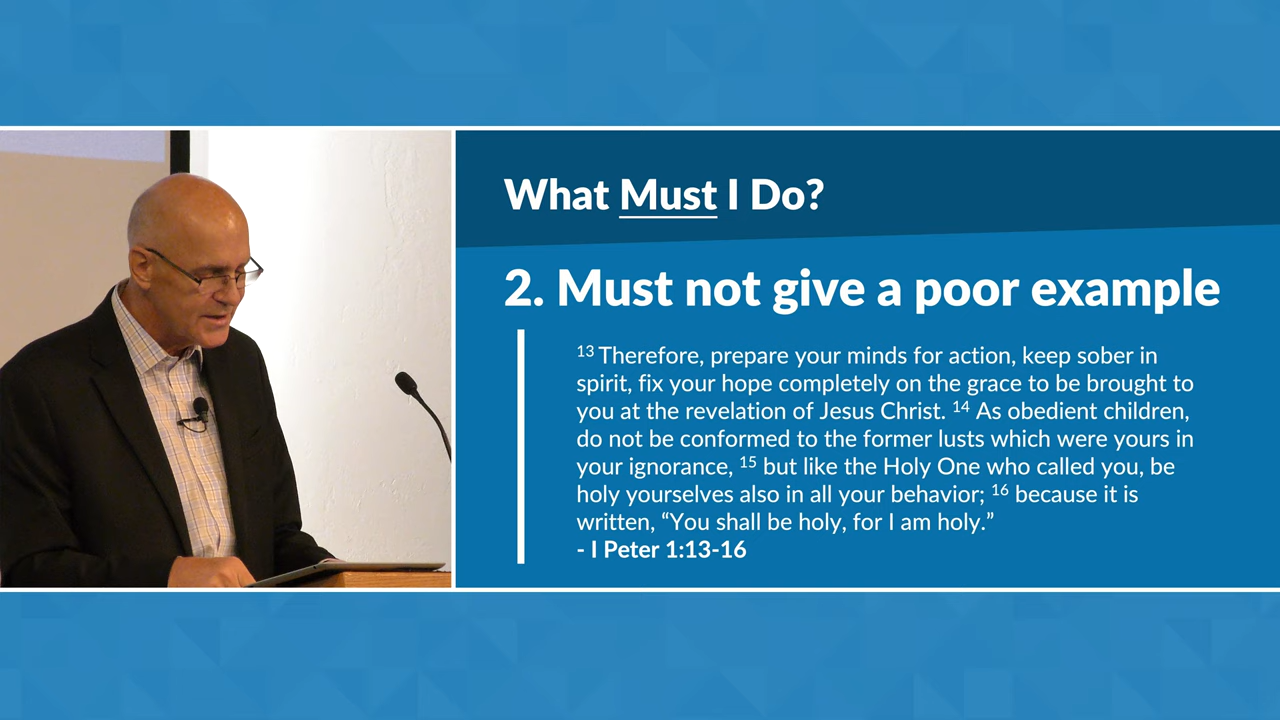 What Must I Do?
2. Must not give a poor example
13 Therefore, prepare your minds for action, keep sober in
spirit, fix your hope completely on the grace to be brought to
you at the revelation of Jesus Christ. 14 As obedient children,
do not be conformed to the former lusts which were yours in
your ignorance, 15 but like the Holy One who called you, be
holy yourselves also in all your behavior; 16 because it is
written, “You shall be holy, for I am holy.”
- I Peter 1:13-16